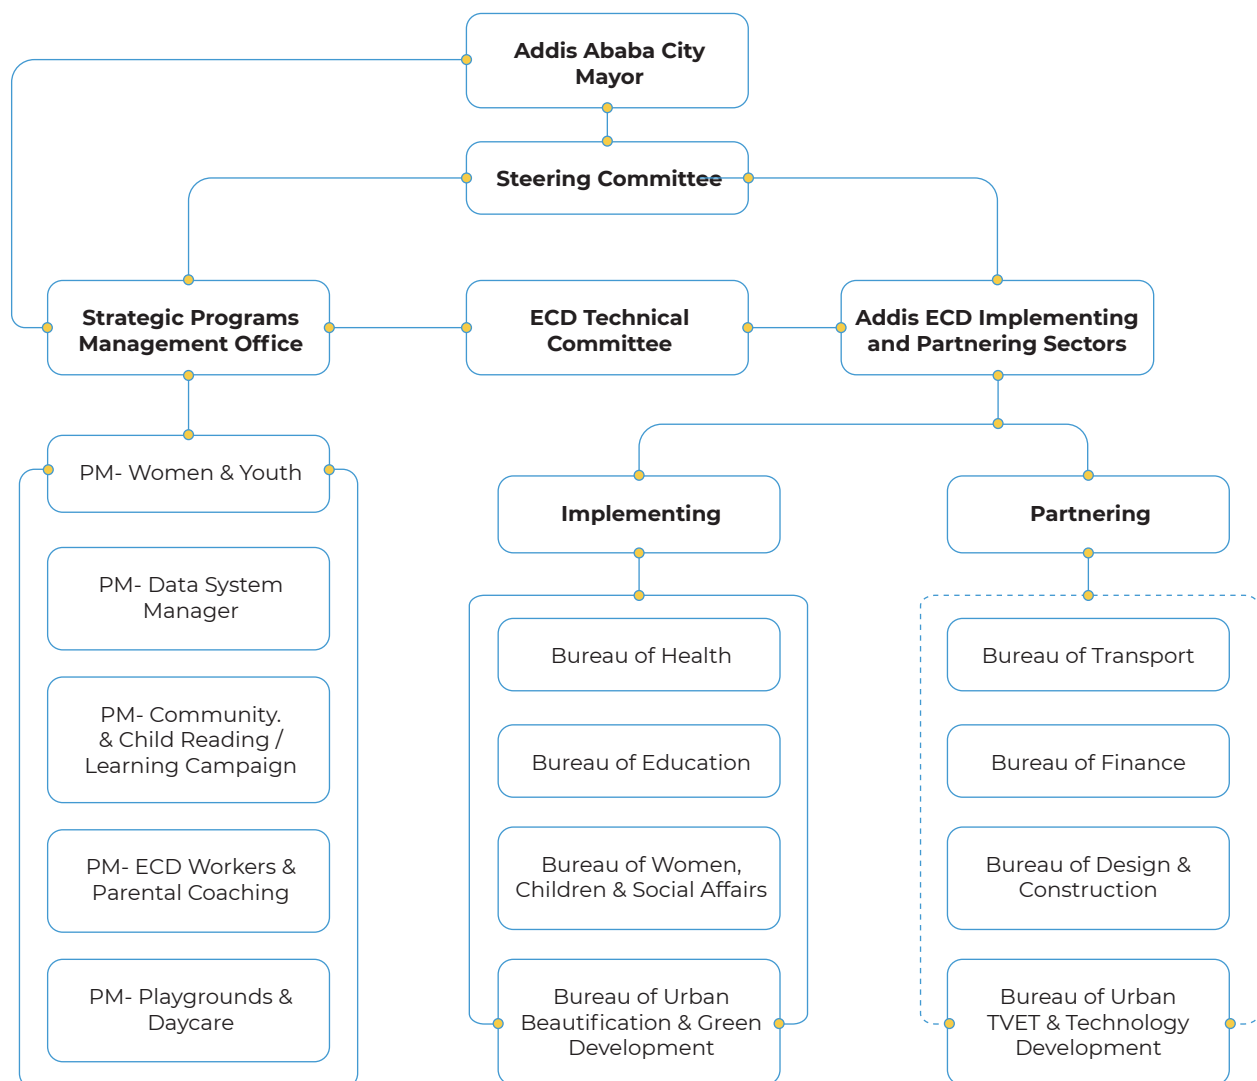 Addis Ababa City
Mayor
Steering Committee
Strategic Programs
Management Office
ECD Technical
Committee
Addis ECD Implementing
and Partnering Sectors
PM- Women & Youth
PM- Data System
Manager
PM- Community.
& Child Reading /
Learning Campaign
PM- ECD Workers &
Parental Coaching
PM- Playgrounds &
Daycare
Implementing
Bureau of Health
Bureau of Education
Bureau of Women,
Children & Social Affairs
Bureau of Urban
Beautification & Green
Development
Partnering
Bureau of Transport
Bureau of Finance
Bureau of Design &
Construction
Bureau of Urban
TVET & Technology
Development